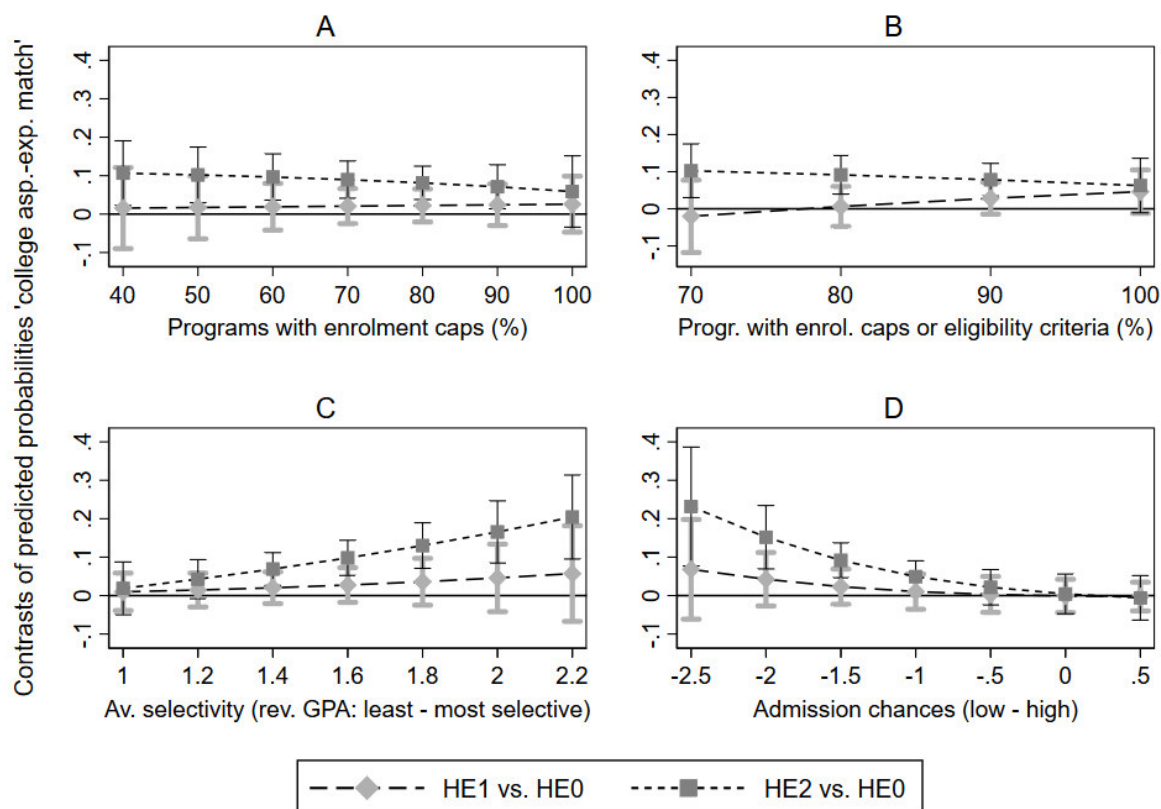 Contrasts of predicted probabilities 'college asp.-exp. match'
A
.4
.3
.2
.1
0
-.1
40 50 60 70 80 90 100
Programs with enrolment caps (%)
B
.4
.3
.2
.1
0
-.1
70 80 90 100
Progr. with enrol. caps or eligibility criteria (%)
C
.4
.3
.2
.1
0
-.1
1 1.2 1.4 1.6 1.8 2 2.2
Av. selectivity (rev. GPA: least - most selective)
D
.4
.3
.2
.1
0
-.1
-2.5 -2 -1.5 -1 -.5 0 .5
Admission chances (low - high)
HE1 vs. HE0 HE2 vs. HE0